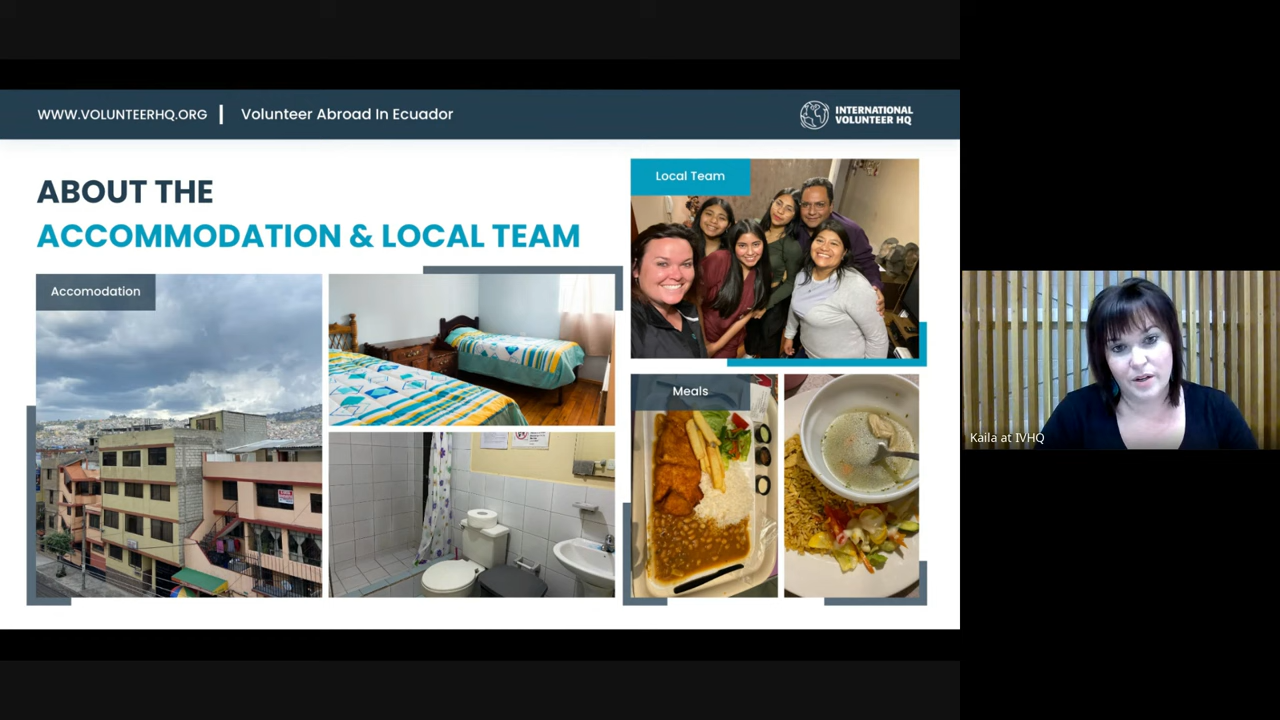 WWW.VOLUNTEERHQ.ORG | Volunteer Abroad In Ecuador
INTERNATIONAL
VOLUNTEER HQ
ABOUT THE
ACCOMMODATION & LOCAL TEAM
Accomodation
Local Team
Meals
Kaila at IVHQ